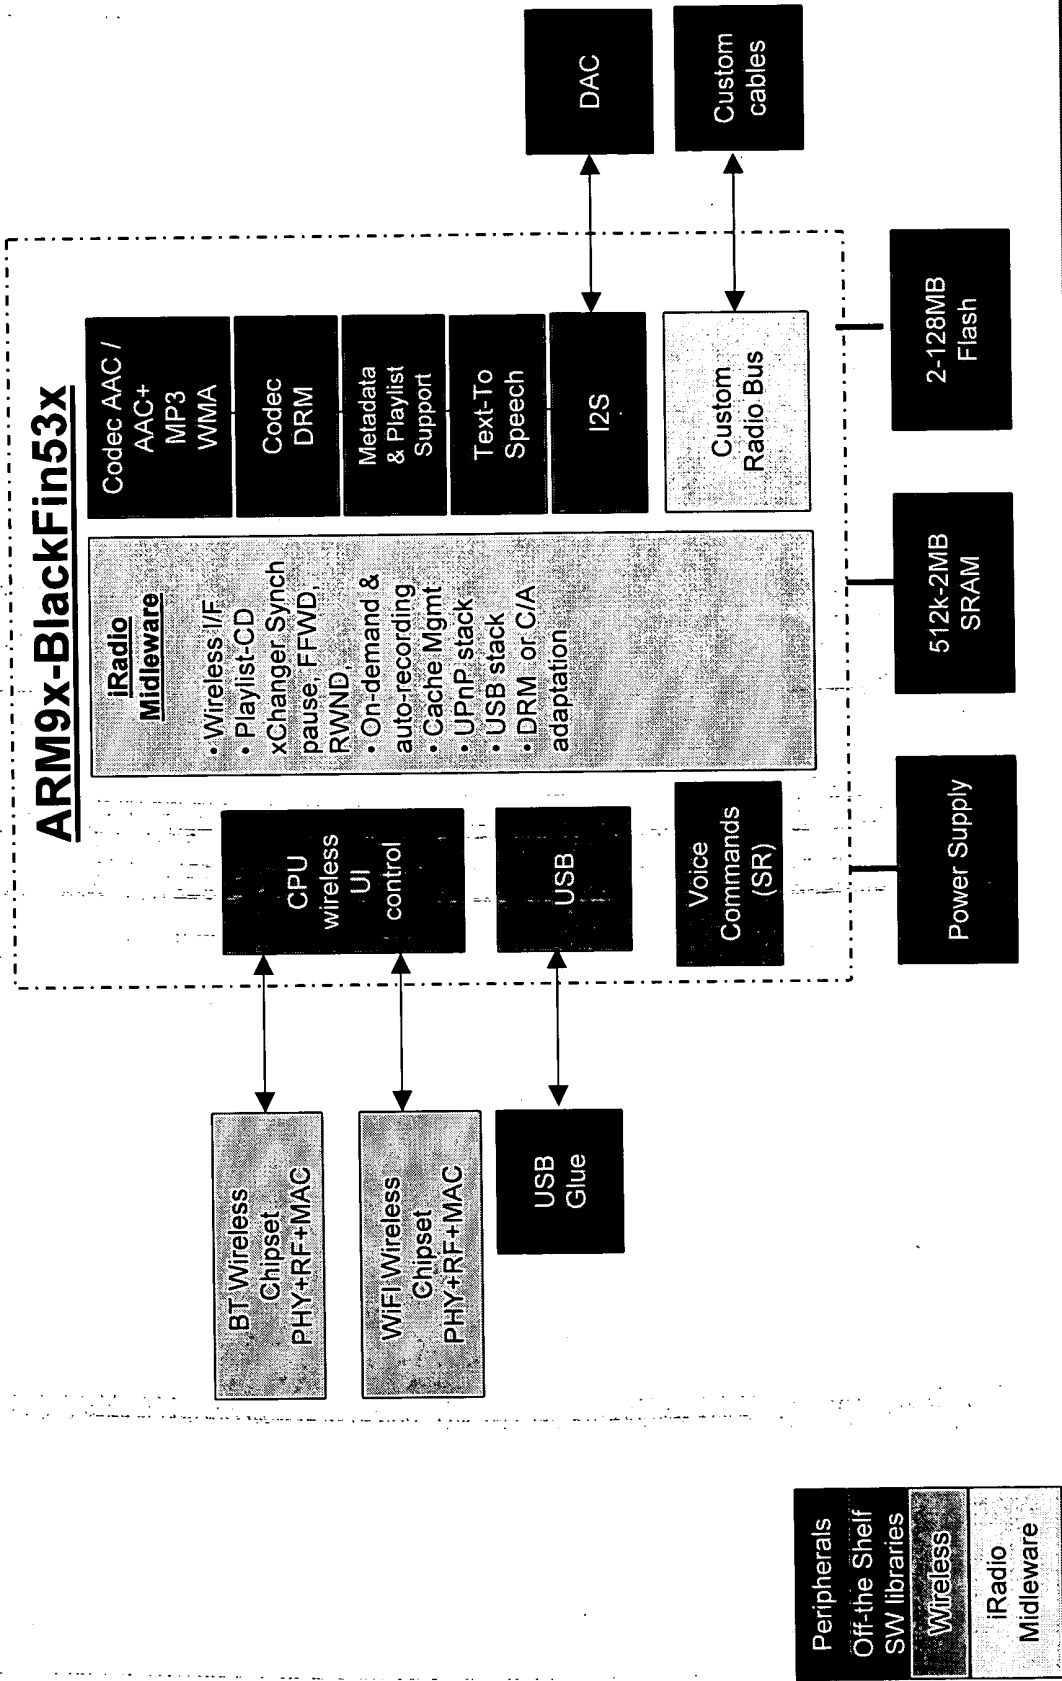 ARM9x-BlackFin53x
BT Wireless
Chipset
PHY+RF+MAC
WiFI Wireless
Chipset
PHY+RF+MAC
USB
Glue
CPU
wireless
UI
control
USB
Voice
Commands
(SR)
iRadio
Midleware
• Wireless I/F
• Playlist-CD
xChanger Synch
pause, FFWD,
RWND,
• On-demand &
auto-recording
• Cache Mgmt
• UPnP stack
• USB stack
• DRM or C/A
adaptation
Codec AAC /
AAC+
MP3
WMA
Codec
DRM
Metadata
& Playlist
Support
Text-To
Speech
I2S
Custom
Radio Bus
DAC
Custom
cables
Power Supply
512k-2MB
SRAM
2-128MB
Flash
Peripherals
Off-the Shelf
SW libraries
Wireless
iRadio
Midleware